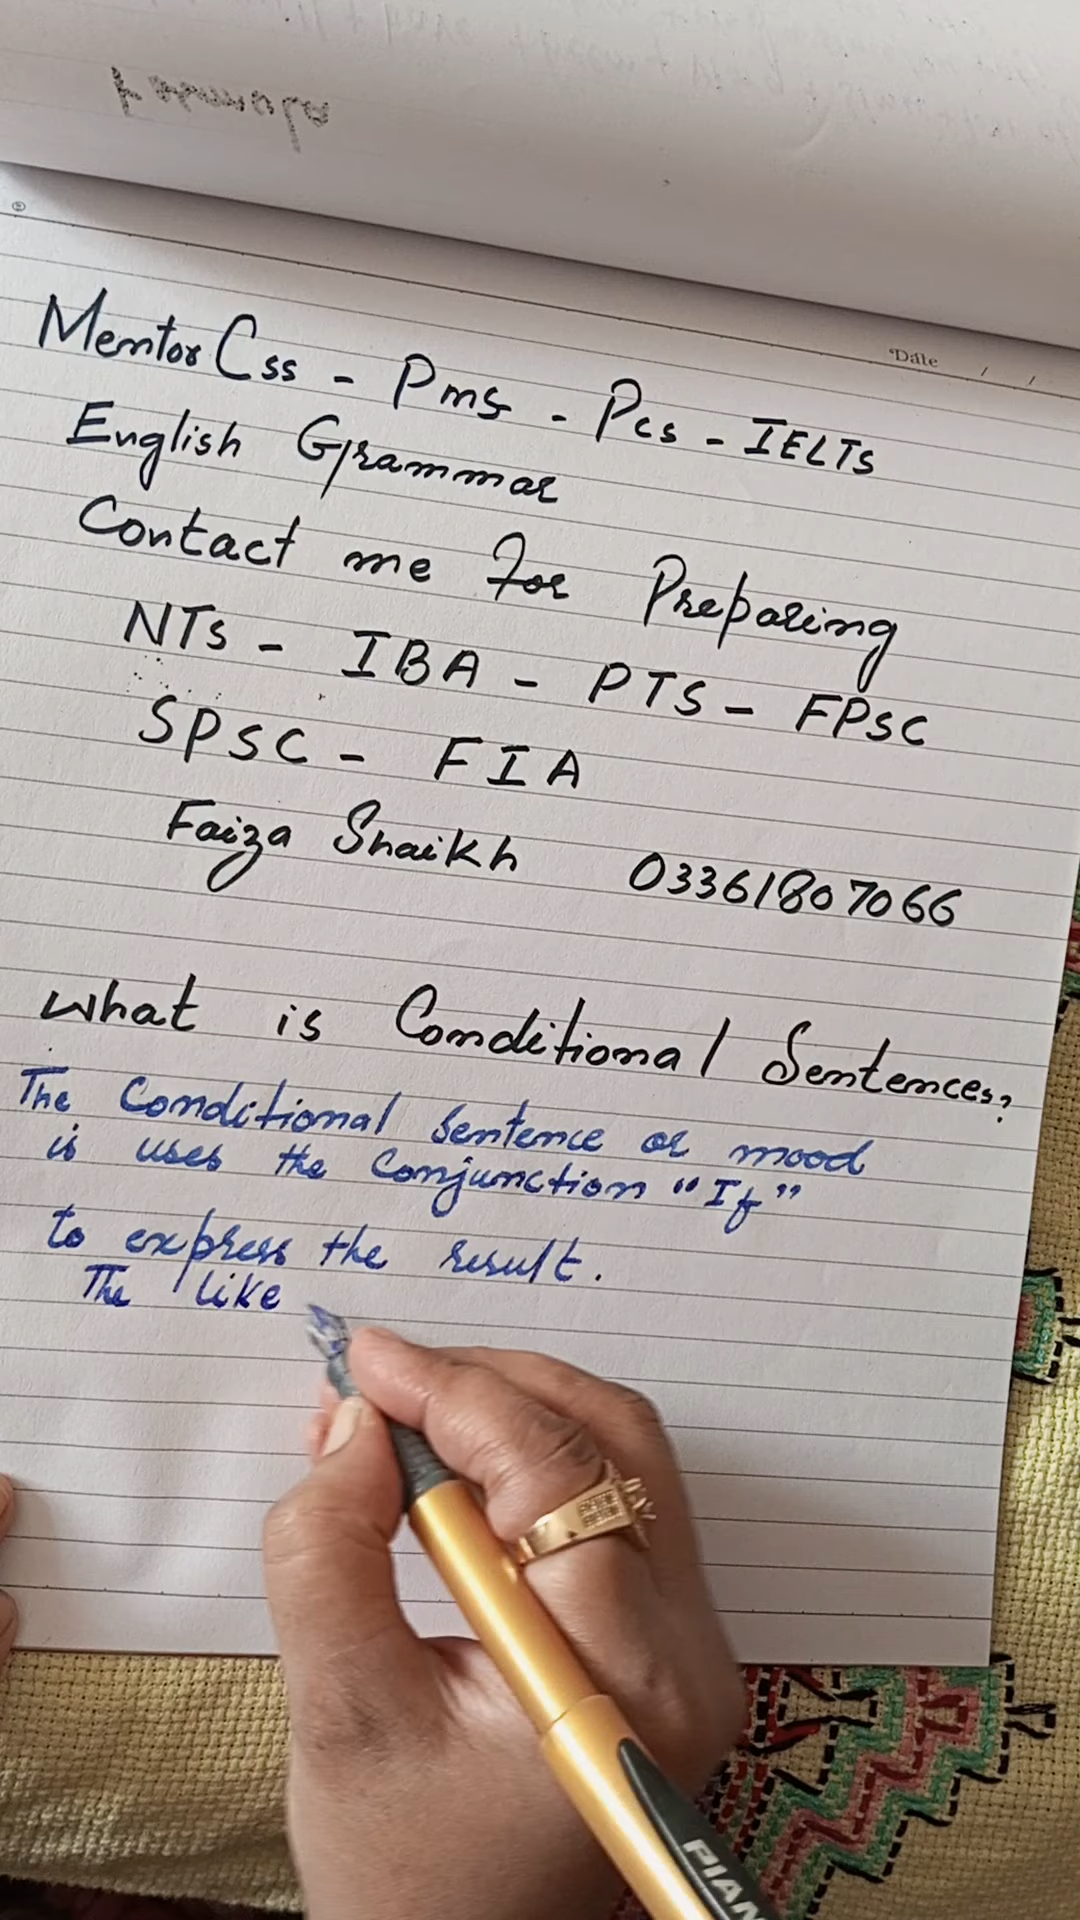 Date / /
Mentor Css - Pms - Pcs - IELTS
English Grammar
Contact me For Preparing
NTs - IBA - PTS - FPSC
SPSC - FIA
Faiza Shaikh 03361807066
What is Conditional Sentences?
The Conditional Sentence or mood
is uses the Conjunction "If"
to express the result.
The like
PIAN